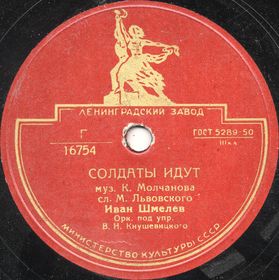 ЛЕНИНГРАДСКИЙ ЗАВОД
Г
16754
ГОСТ 5289-50
СОЛДАТЫ ИДУТ
муз. К. Молчанова
сл. М. Львовского
Иван Шмелев
Орк. под упр.
В. Н. Кнушевицкого
МИНИСТЕРСТВО КУЛЬТУРЫ СССР